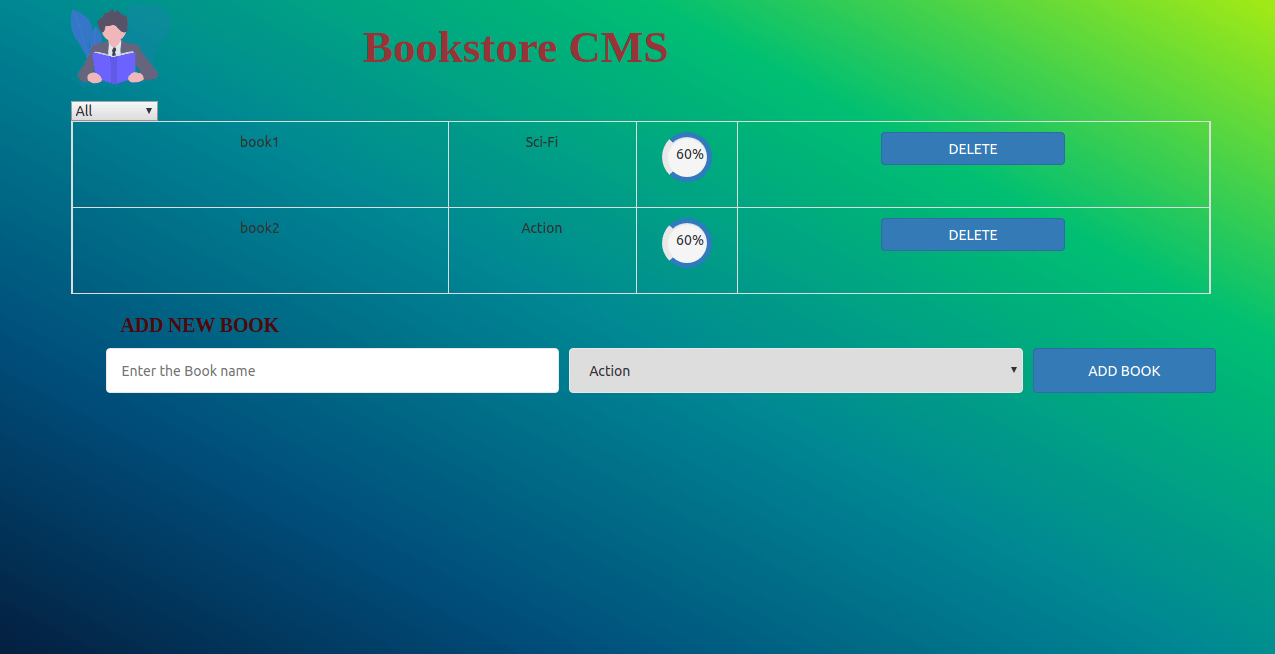 Bookstore CMS
All
book1 Sci-Fi 60% DELETE
book2 Action 60% DELETE
ADD NEW BOOK
Enter the Book name Action ADD BOOK